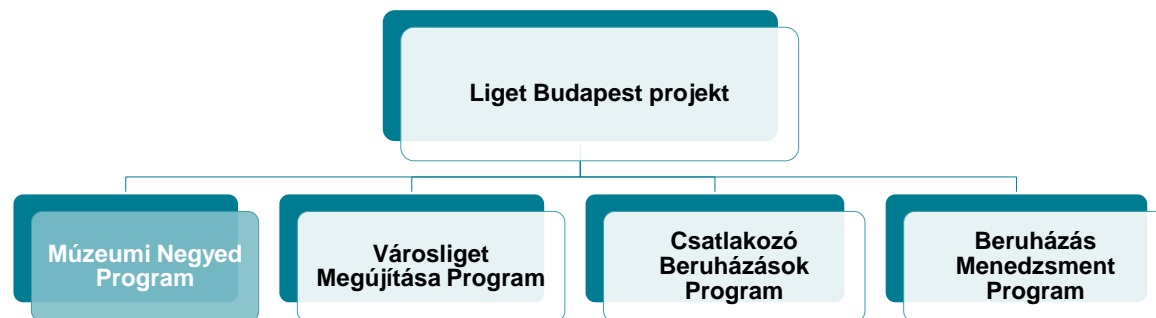 Liget Budapest projekt
Múzeumi Negyed
Program
Városliget
Megújítása Program
Csatlakozó
Beruházások
Program
Beruházás
Menedzsment
Program